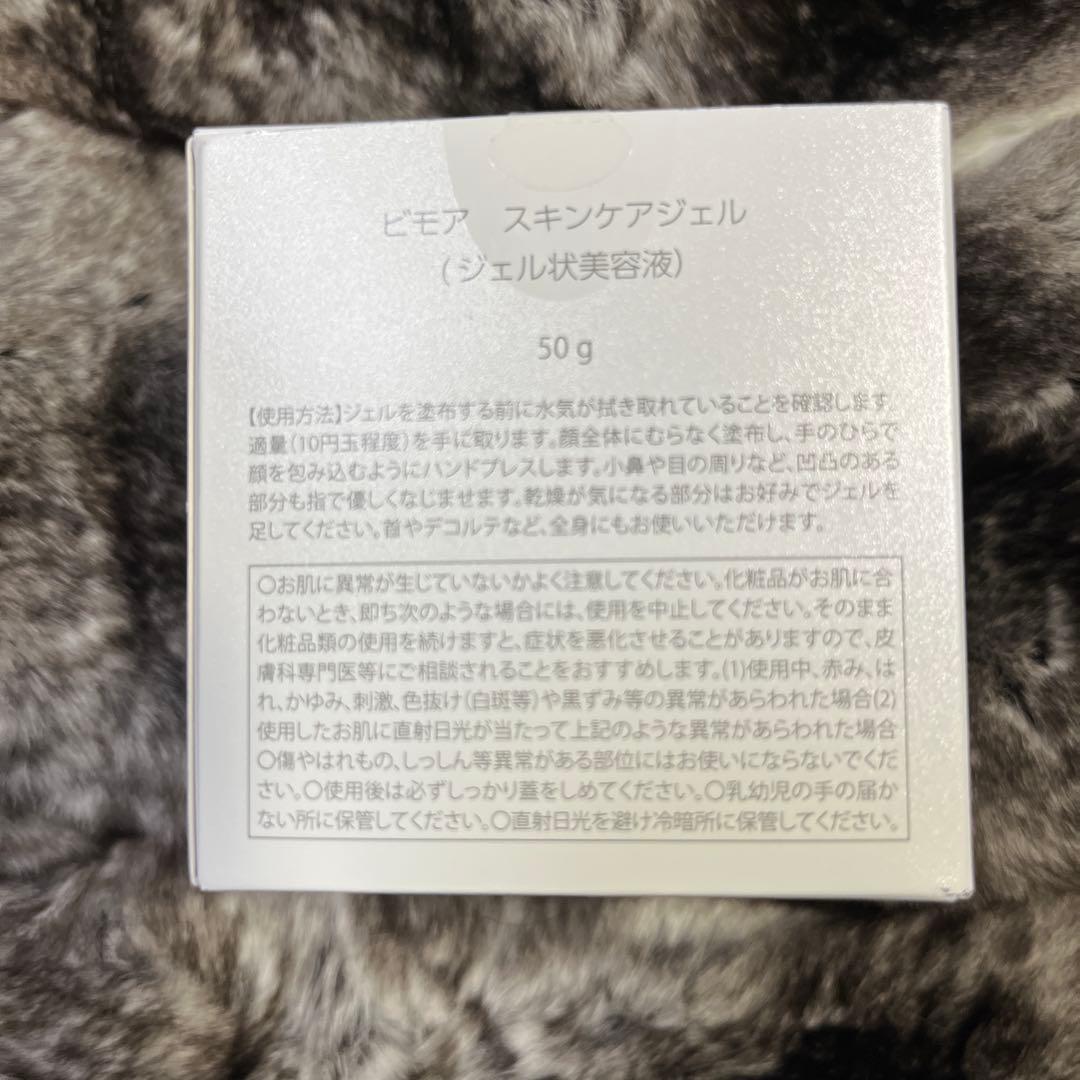 ビモア　スキンケアジェル
(ジェル状美容液)
50 g
【使用方法】ジェルを塗布する前に水気が拭き取れていることを確認します。
適量(10円玉程度)を手に取ります。顔全体にむらなく塗布し、手のひらで
顔を包み込むようにハンドプレスします。小鼻や目の周りなど、凹凸のある
部分も指で優しくなじませます。乾燥が気になる部分はお好みでジェルを
足してください。首やデコルテなど、全身にもお使いいただけます。
〇お肌に異常が生じていないかよく注意してください。化粧品がお肌に合
わないとき、即ち次のような場合には、使用を中止してください。そのまま
化粧品類の使用を続けますと、症状を悪化させることがありますので、皮
膚科専門医等にご相談されることをおすすめします。(1)使用中、赤み、は
れ、かゆみ、刺激、色抜け(白斑等)や黒ずみ等の異常があらわれた場合(2)
使用したお肌に直射日光が当たって上記のような異常があらわれた場合
〇傷やはれもの、しっしん等異常がある部位にはお使いにならないでくだ
さい。〇使用後は必ずしっかり蓋をしめてください。〇乳幼児の手の届か
ない所に保管してください。〇直射日光を避け冷暗所に保管してください。